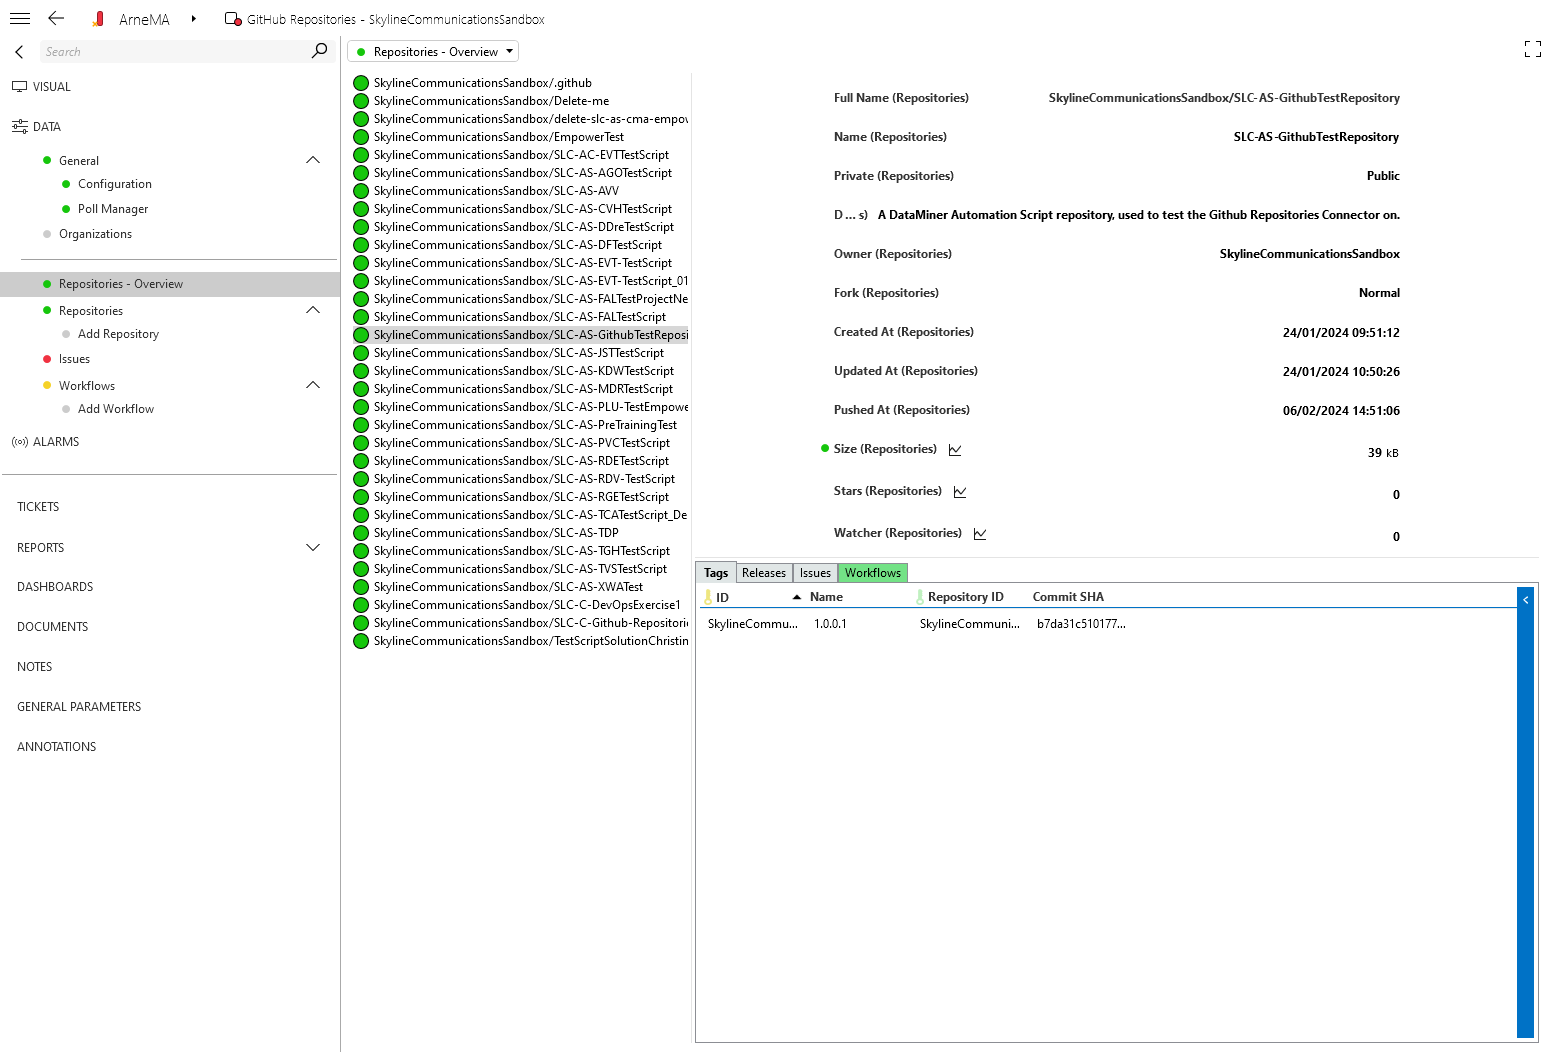 ArneMA
GitHub Repositories - SkylineCommunicationsSandbox
Search
VISUAL
DATA
General
Configuration
Poll Manager
Organizations
Repositories - Overview
Repositories
Add Repository
Issues
Workflows
Add Workflow
ALARMS
TICKETS
REPORTS
DASHBOARDS
DOCUMENTS
NOTES
GENERAL PARAMETERS
ANNOTATIONS
Repositories - Overview
SkylineCommunicationsSandbox/.github
SkylineCommunicationsSandbox/Delete-me
SkylineCommunicationsSandbox/delete-slc-as-cma-empov
SkylineCommunicationsSandbox/EmpowerTest
SkylineCommunicationsSandbox/SLC-AC-EVTTestScript
SkylineCommunicationsSandbox/SLC-AS-AGOTestScript
SkylineCommunicationsSandbox/SLC-AS-AVV
SkylineCommunicationsSandbox/SLC-AS-CVHTestScript
SkylineCommunicationsSandbox/SLC-AS-DDreTestScript
SkylineCommunicationsSandbox/SLC-AS-DFTestScript
SkylineCommunicationsSandbox/SLC-AS-EVT-TestScript
SkylineCommunicationsSandbox/SLC-AS-EVT-TestScript_01
SkylineCommunicationsSandbox/SLC-AS-FALTestProjectNe
SkylineCommunicationsSandbox/SLC-AS-FALTestScript
SkylineCommunicationsSandbox/SLC-AS-GithubTestReposi
SkylineCommunicationsSandbox/SLC-AS-JSTTestScript
SkylineCommunicationsSandbox/SLC-AS-KDWTestScript
SkylineCommunicationsSandbox/SLC-AS-MDRTestScript
SkylineCommunicationsSandbox/SLC-AS-PLU-TestEmpowe
SkylineCommunicationsSandbox/SLC-AS-PreTrainingTest
SkylineCommunicationsSandbox/SLC-AS-PVCTestScript
SkylineCommunicationsSandbox/SLC-AS-RDETestScript
SkylineCommunicationsSandbox/SLC-AS-RDV-TestScript
SkylineCommunicationsSandbox/SLC-AS-RGETestScript
SkylineCommunicationsSandbox/SLC-AS-TCATestScript_De
SkylineCommunicationsSandbox/SLC-AS-TDP
SkylineCommunicationsSandbox/SLC-AS-TGHTestScript
SkylineCommunicationsSandbox/SLC-AS-TVSTestScript
SkylineCommunicationsSandbox/SLC-AS-XWATest
SkylineCommunicationsSandbox/SLC-C-DevOpsExercise1
SkylineCommunicationsSandbox/SLC-C-Github-Repositorie
SkylineCommunicationsSandbox/TestScriptSolutionChristin
Full Name (Repositories) SkylineCommunicationsSandbox/SLC-AS-GithubTestRepository
Name (Repositories) SLC-AS-GithubTestRepository
Private (Repositories) Public
D ... s) A DataMiner Automation Script repository, used to test the Github Repositories Connector on.
Owner (Repositories) SkylineCommunicationsSandbox
Fork (Repositories) Normal
Created At (Repositories) 24/01/2024 09:51:12
Updated At (Repositories) 24/01/2024 10:50:26
Pushed At (Repositories) 06/02/2024 14:51:06
Size (Repositories) 39 kB
Stars (Repositories) 0
Watcher (Repositories) 0
Tags Releases Issues Workflows
ID Name Repository ID Commit SHA
SkylineCommu... 1.0.0.1 SkylineCommuni... b7da31c510177...